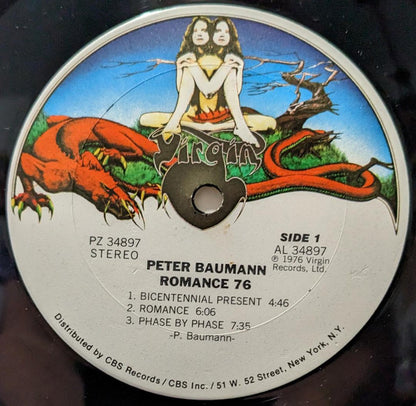 Virgin
PZ 34897
STEREO
SIDE 1
AL 34897
℗ 1976 Virgin
Records, Ltd.
PETER BAUMANN
ROMANCE 76
1. BICENTENNIAL PRESENT 4:46
2. ROMANCE 6:06
3. PHASE BY PHASE 7:35
-P. Baumann-
Distributed by CBS Records / CBS Inc. / 51 W. 52 Street, New York, N.Y.